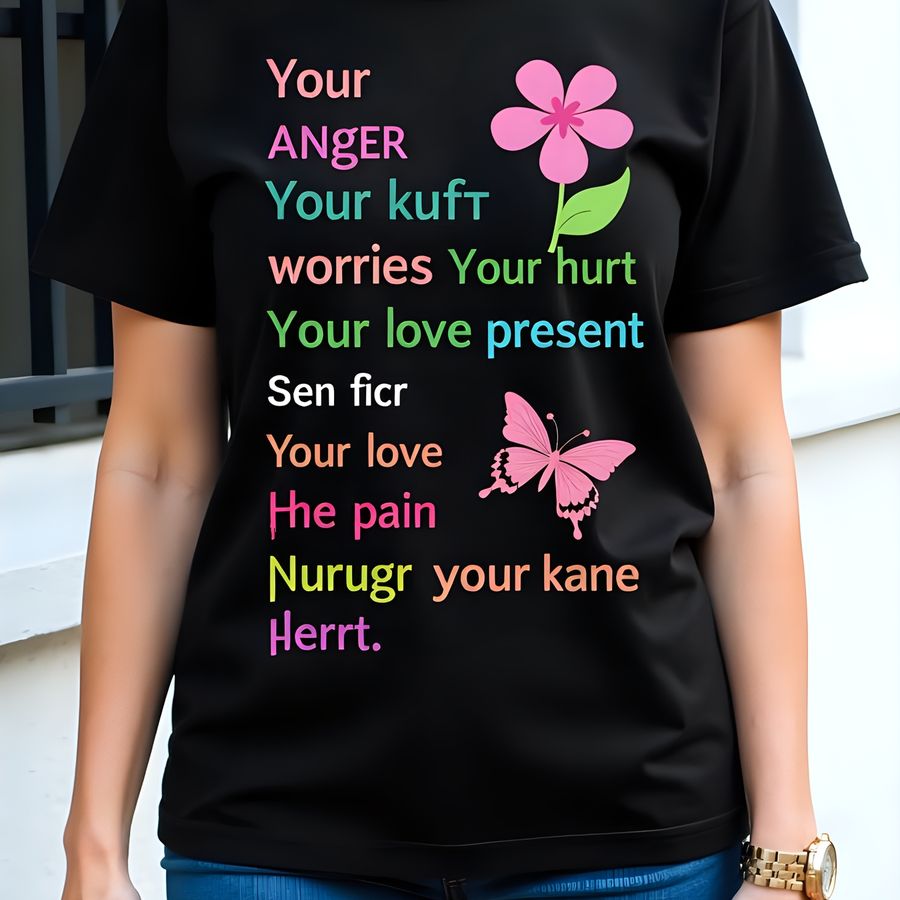 Your
ANgER
Your kufT
worries Your hurt
Your love present
Sen ficr
Your love
Hhe pain
Nurugr your kane
Herrt.